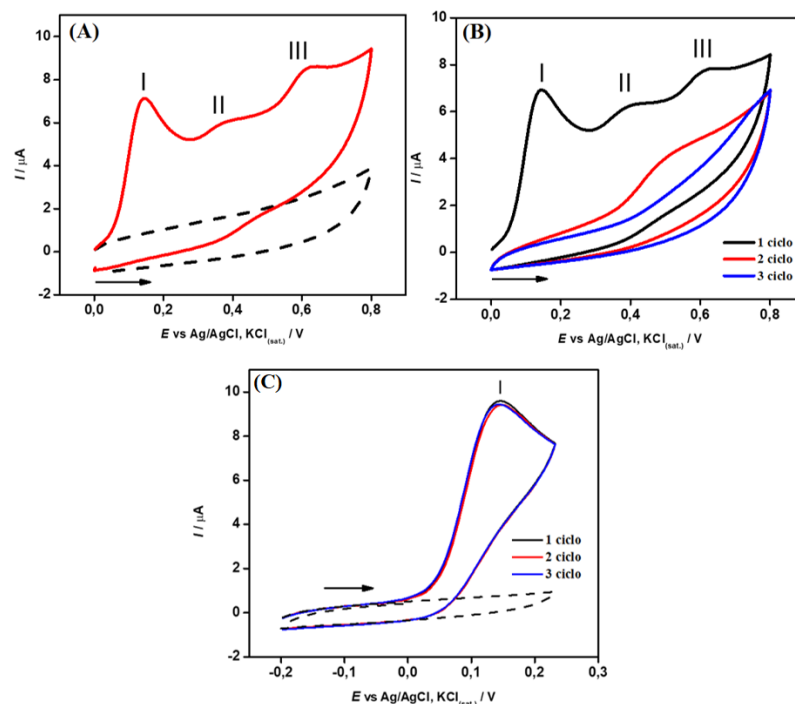 (A)
I
II
III
10
8
6
4
2
0
-2
I / µA
0,0
0,2
0,4
0,6
0,8
E vs Ag/AgCl, KCl(sat.) / V
(B)
I
II
III
10
8
6
4
2
0
-2
I / µA
1 ciclo
2 ciclo
3 ciclo
0,0
0,2
0,4
0,6
0,8
E vs Ag/AgCl, KCl(sat.) / V
(C)
I
10
8
6
4
2
0
-2
I / µA
1 ciclo
2 ciclo
3 ciclo
-0,2
-0,1
0,0
0,1
0,2
0,3
E vs Ag/AgCl, KCl(sat.) / V